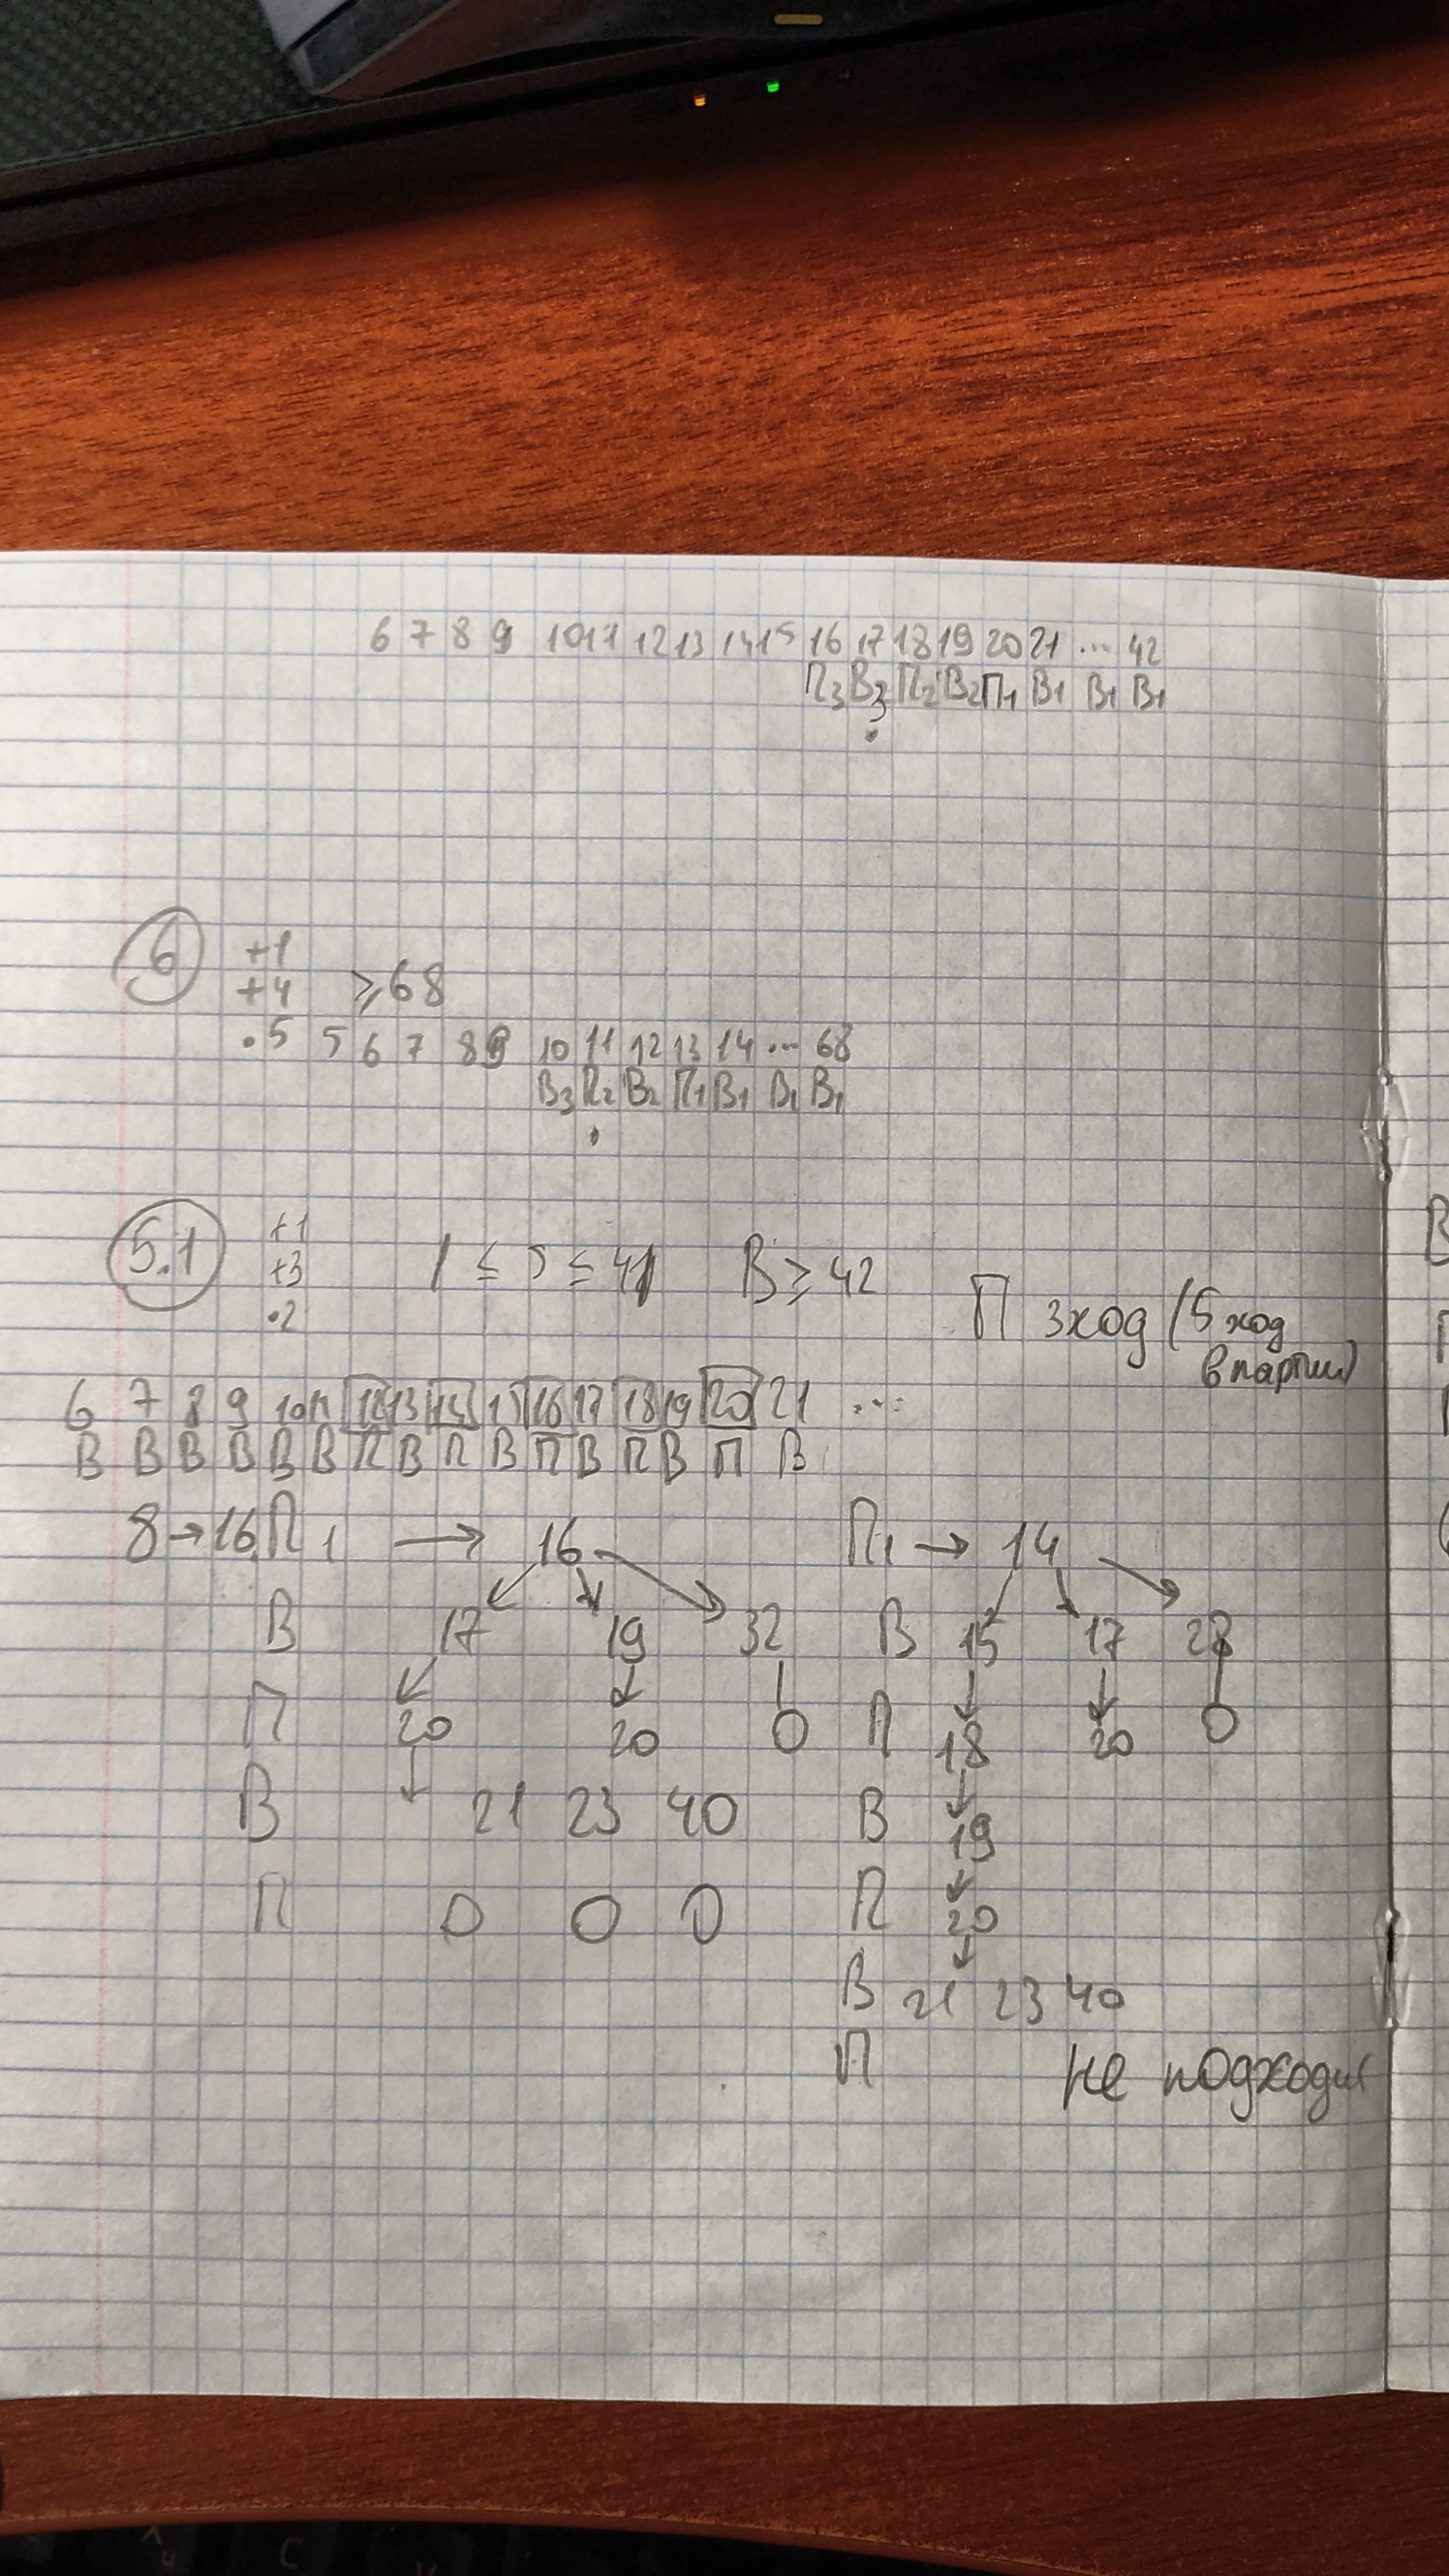 6 7 8 9 10 11 12 13 14 15 16 17 18 19 20 21 ... 42
П3 В3 П2 В2 П1 В1 В1 В1
6
+1
+4 ≥68
·5 5 6 7 8 9 10 11 12 13 14 ... 68
В3 П2 В2 П1 В1 В1 В1
5.1
+1
+3 1 ≤ S ≤ 41 В ≥ 42
·2 П 3ход (5 ход
в партии)
6 7 8 9 10 11 12 13 14 15 16 17 18 19 20 21 ...
В В В В В В П В П В П В П В П В
8→16 П1 → 16 П1 → 14
В 17 19 32 В 15 17 28
П 20 20 0 П 18 20 0
В 21 23 40 В 19
П 0 0 0 П 20
В 21 23 40
П не подходит